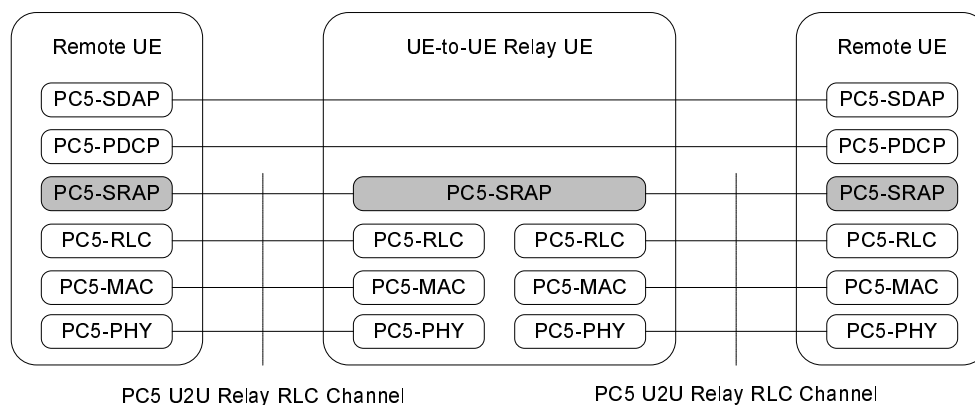 Remote UE UE-to-UE Relay UE Remote UE
PC5-SDAP PC5-SDAP
PC5-PDCP PC5-PDCP
PC5-SRAP PC5-SRAP PC5-SRAP
PC5-RLC PC5-RLC PC5-RLC PC5-RLC
PC5-MAC PC5-MAC PC5-MAC PC5-MAC
PC5-PHY PC5-PHY PC5-PHY PC5-PHY
PC5 U2U Relay RLC Channel PC5 U2U Relay RLC Channel